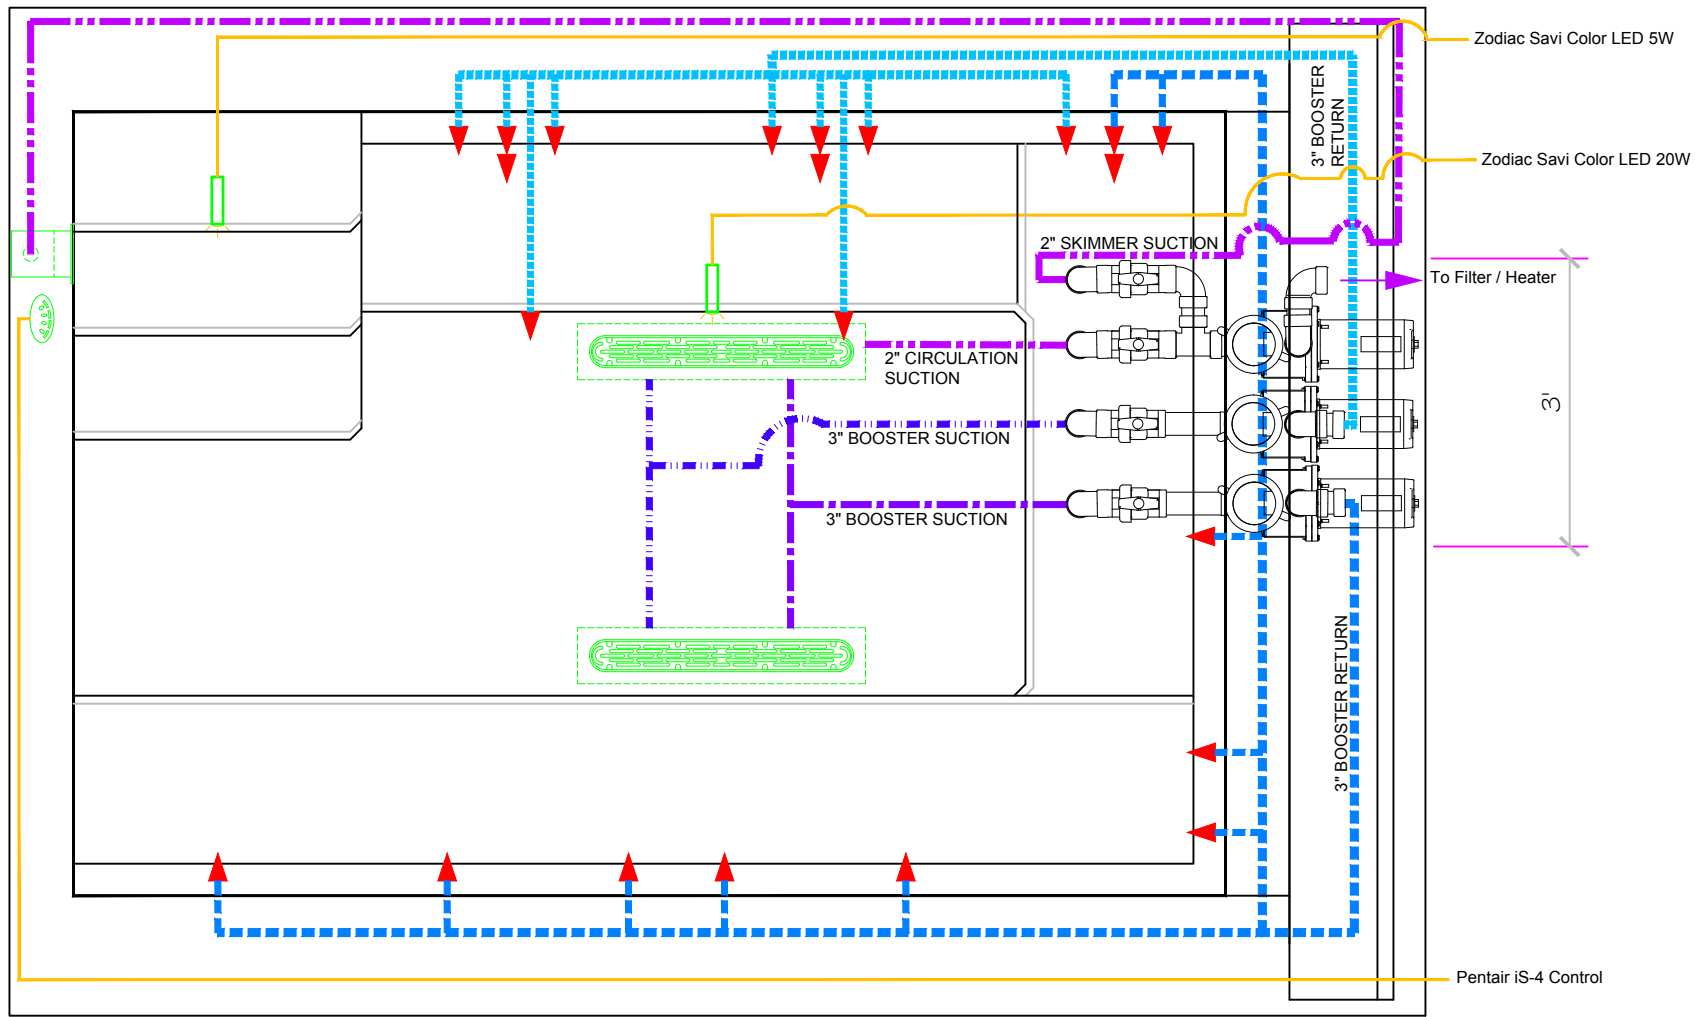 Zodiac Savi Color LED 5W
3" BOOSTER
RETURN
Zodiac Savi Color LED 20W
2" SKIMMER SUCTION
To Filter / Heater
2" CIRCULATION
SUCTION
3'
3" BOOSTER SUCTION
3" BOOSTER SUCTION
3" BOOSTER RETURN
Pentair iS-4 Control